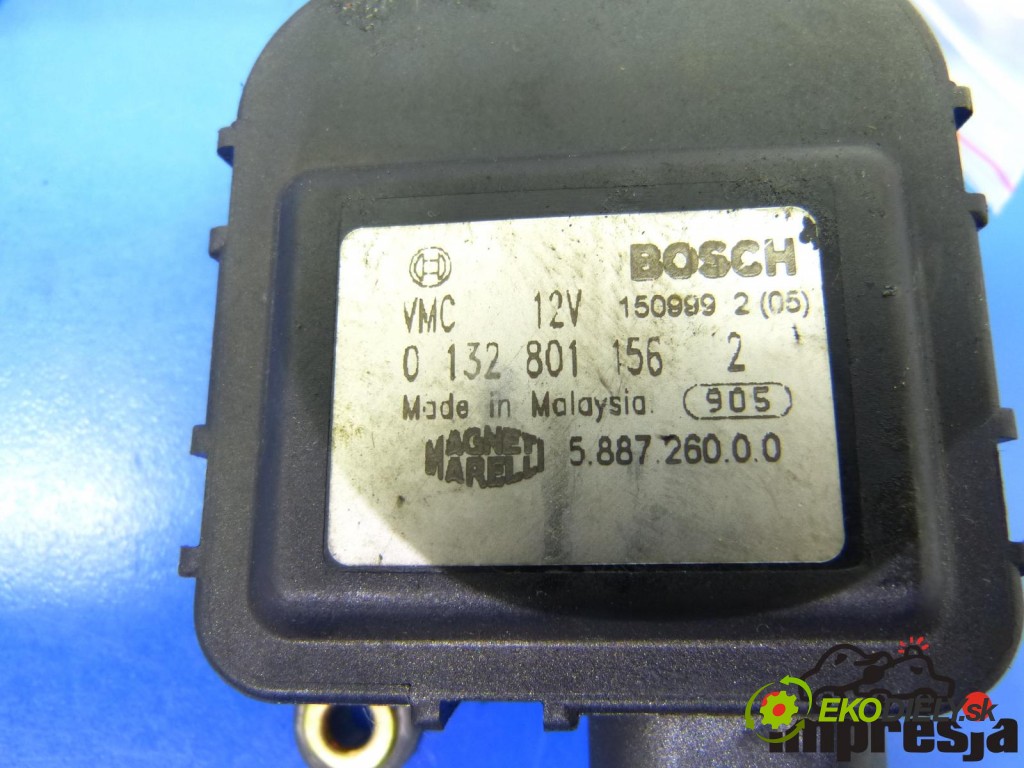 BOSCH
VMC 12V 150999 2 (05)
0 132 801 156 2
Made in Malaysia. 905
MAGNETI MARELLI 5.887.260.0.0
EKODIELY.sk
impresja